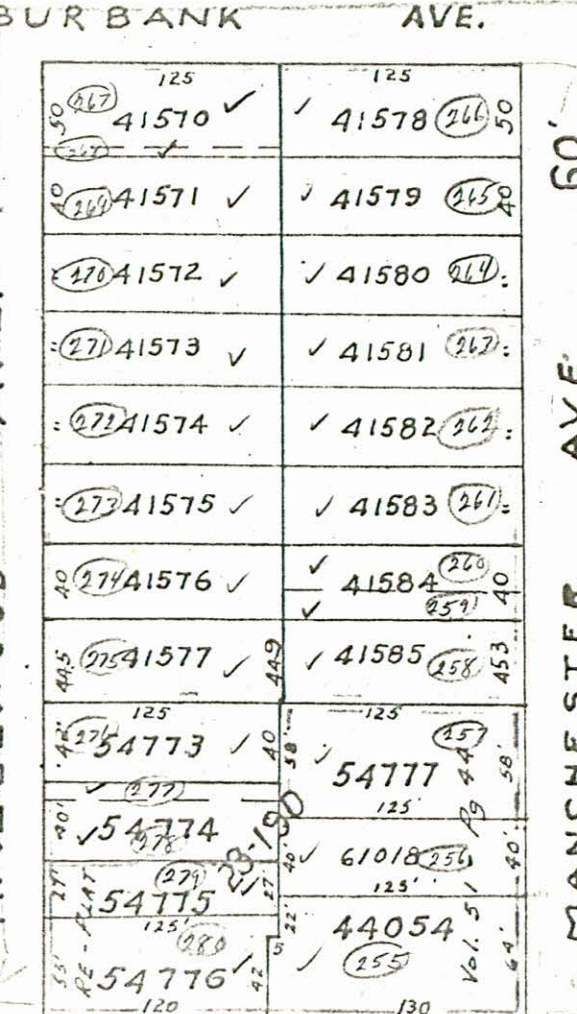 BURBANK AVE.
125 125
50 267 41570 ✓ ✓ 41578 266 50
268 ✓
40 269 41571 ✓ ✓ 41579 265 40
270 41572 ✓ ✓ 41580 264
271 41573 ✓ ✓ 41581 263
272 41574 ✓ ✓ 41582 262
273 41575 ✓ ✓ 41583 261
40 274 41576 ✓ ✓ 41584 260 40
✓ 259
44.5 275 41577 ✓ 44.9 ✓ 41585 258 45.3
125 125
276 54773 ✓ 40 58' ✓ 54777 257 58'
✓ 277 125'
40' ✓ 54774 278 40' ✓ 61018 256 40'
125'
27' 54775 279 27' 22' 44054 64'
125' 280 5 ✓ 255
54776 ✓ 42
120 130
RE-PLAT
23-190
Vol. 51 Pg 44
60'
MANCHESTER AVE